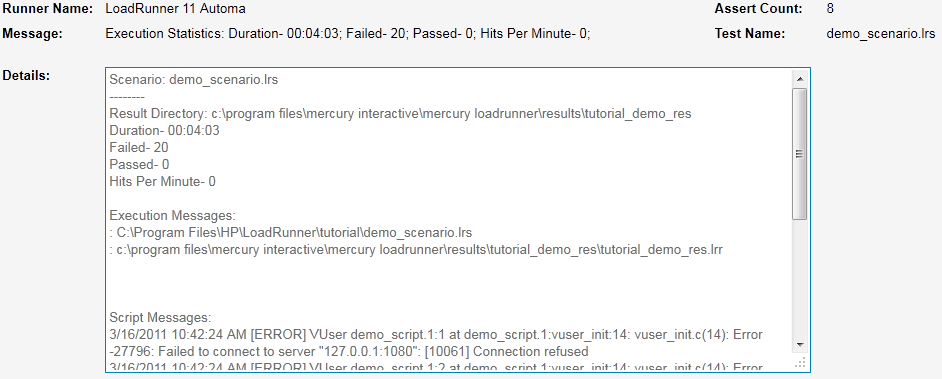 Runner Name: LoadRunner 11 Automa Assert Count: 8
Message: Execution Statistics: Duration- 00:04:03; Failed- 20; Passed- 0; Hits Per Minute- 0; Test Name: demo_scenario.lrs
Details:
Scenario: demo_scenario.lrs
--------
Result Directory: c:\program files\mercury interactive\mercury loadrunner\results\tutorial_demo_res
Duration- 00:04:03
Failed- 20
Passed- 0
Hits Per Minute- 0
Execution Messages:
: C:\Program Files\HP\LoadRunner\tutorial\demo_scenario.lrs
: c:\program files\mercury interactive\mercury loadrunner\results\tutorial_demo_res\tutorial_demo_res.lrr
Script Messages:
3/16/2011 10:42:24 AM [ERROR] VUser demo_script.1:1 at demo_script.1:vuser_init:14: vuser_init.c(14): Error
-27796: Failed to connect to server "127.0.0.1:1080": [10061] Connection refused
3/16/2011 10:42:24 AM [ERROR] VUser demo_script.1:2 at demo_script.1:vuser_init:14: vuser_init.c(14): Error